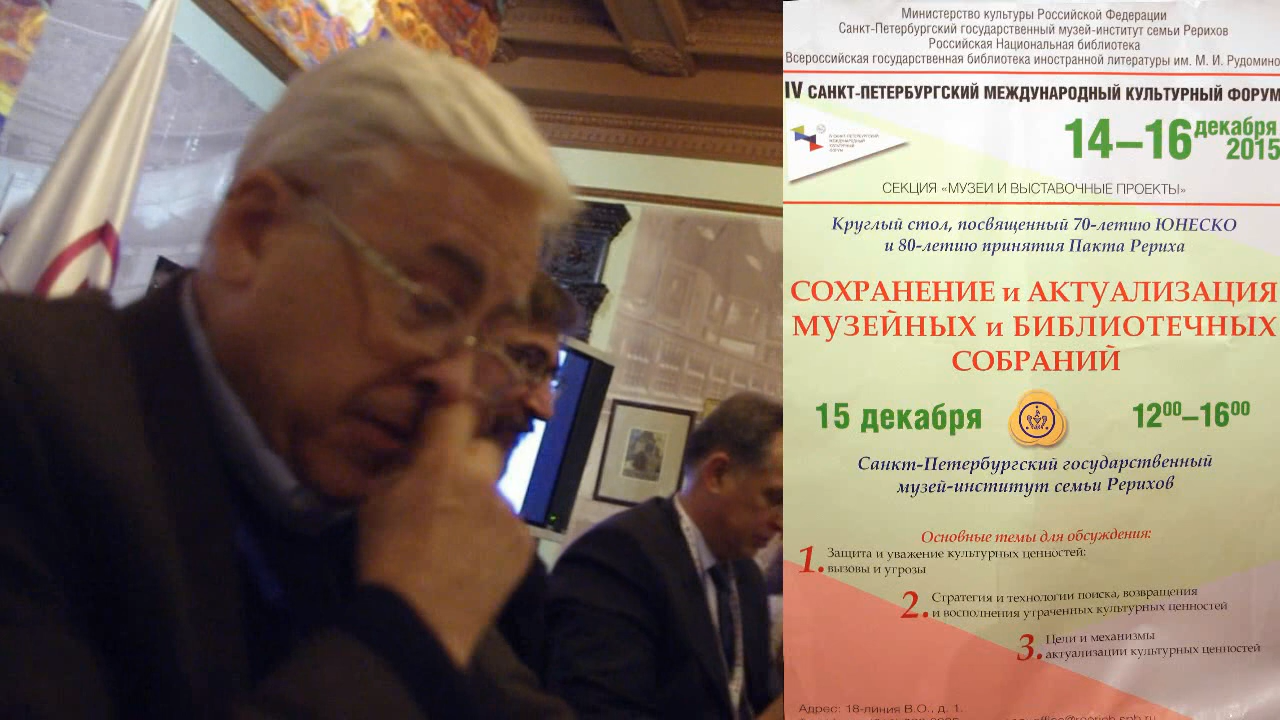 Министерство культуры Российской Федерации
Санкт-Петербургский государственный музей-институт семьи Рерихов
Российская Национальная библиотека
Всероссийская государственная библиотека иностранной литературы им. М. И. Рудомино
IV САНКТ-ПЕТЕРБУРГСКИЙ МЕЖДУНАРОДНЫЙ КУЛЬТУРНЫЙ ФОРУМ
14–16 декабря 2015
СЕКЦИЯ «МУЗЕИ И ВЫСТАВОЧНЫЕ ПРОЕКТЫ»
Круглый стол, посвященный 70-летию ЮНЕСКО
и 80-летию принятия Пакта Рериха
СОХРАНЕНИЕ и АКТУАЛИЗАЦИЯ
МУЗЕЙНЫХ и БИБЛИОТЕЧНЫХ
СОБРАНИЙ
15 декабря 12⁰⁰–16⁰⁰
Санкт-Петербургский государственный
музей-институт семьи Рерихов
Основные темы для обсуждения:
1. Защита и уважение культурных ценностей:
вызовы и угрозы
2. Стратегия и технологии поиска, возвращения
и восполнения утраченных культурных ценностей
3. Цели и механизмы
актуализации культурных ценностей
Адрес: 18-линия В.О., д. 1.